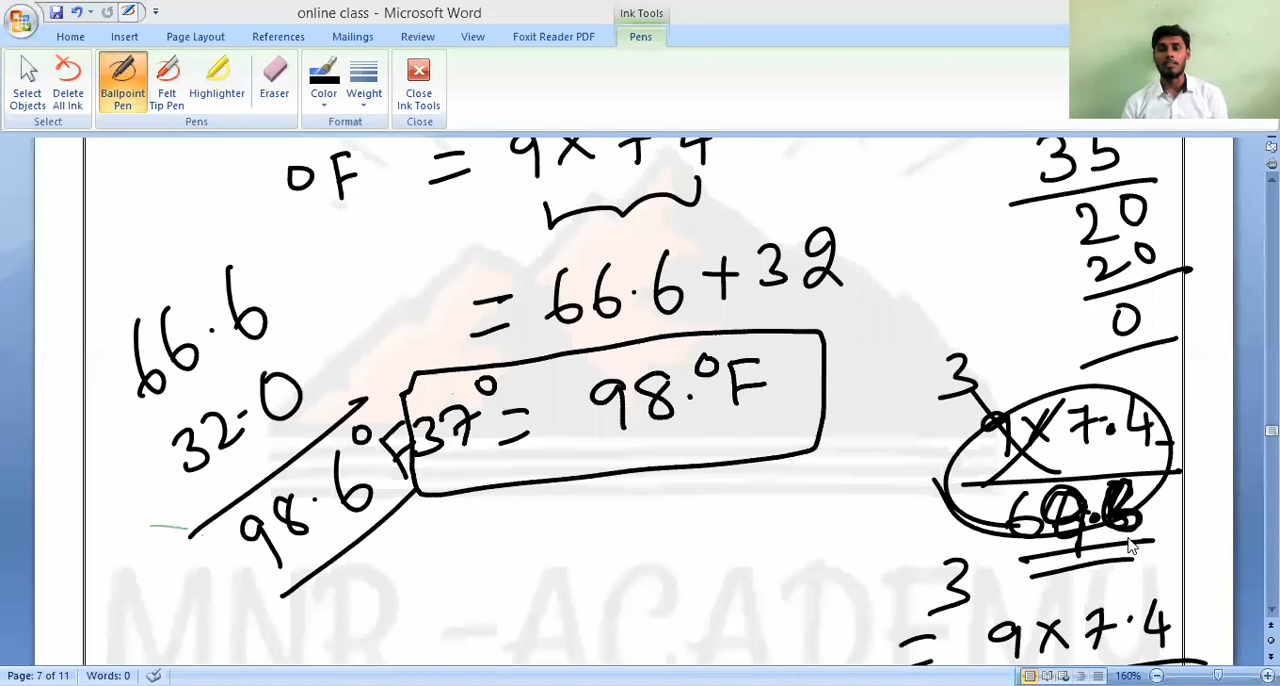 online class - Microsoft Word
Ink Tools
Home Insert Page Layout References Mailings Review View Foxit Reader PDF Pens
Select Objects
Delete All Ink
Ballpoint Pen
Felt Tip Pen
Highlighter
Eraser
Color
Weight
Close Ink Tools
Select Pens Format Close
°F = 9x + 4
= 66.6 + 32
37° = 98.°F
66.6
32.0
98.6°F
35
20
20
0
3
9 x 7.4
3
= 9 x 7.4
MNR - ACADEMY
Page: 7 of 11 Words: 0
160%